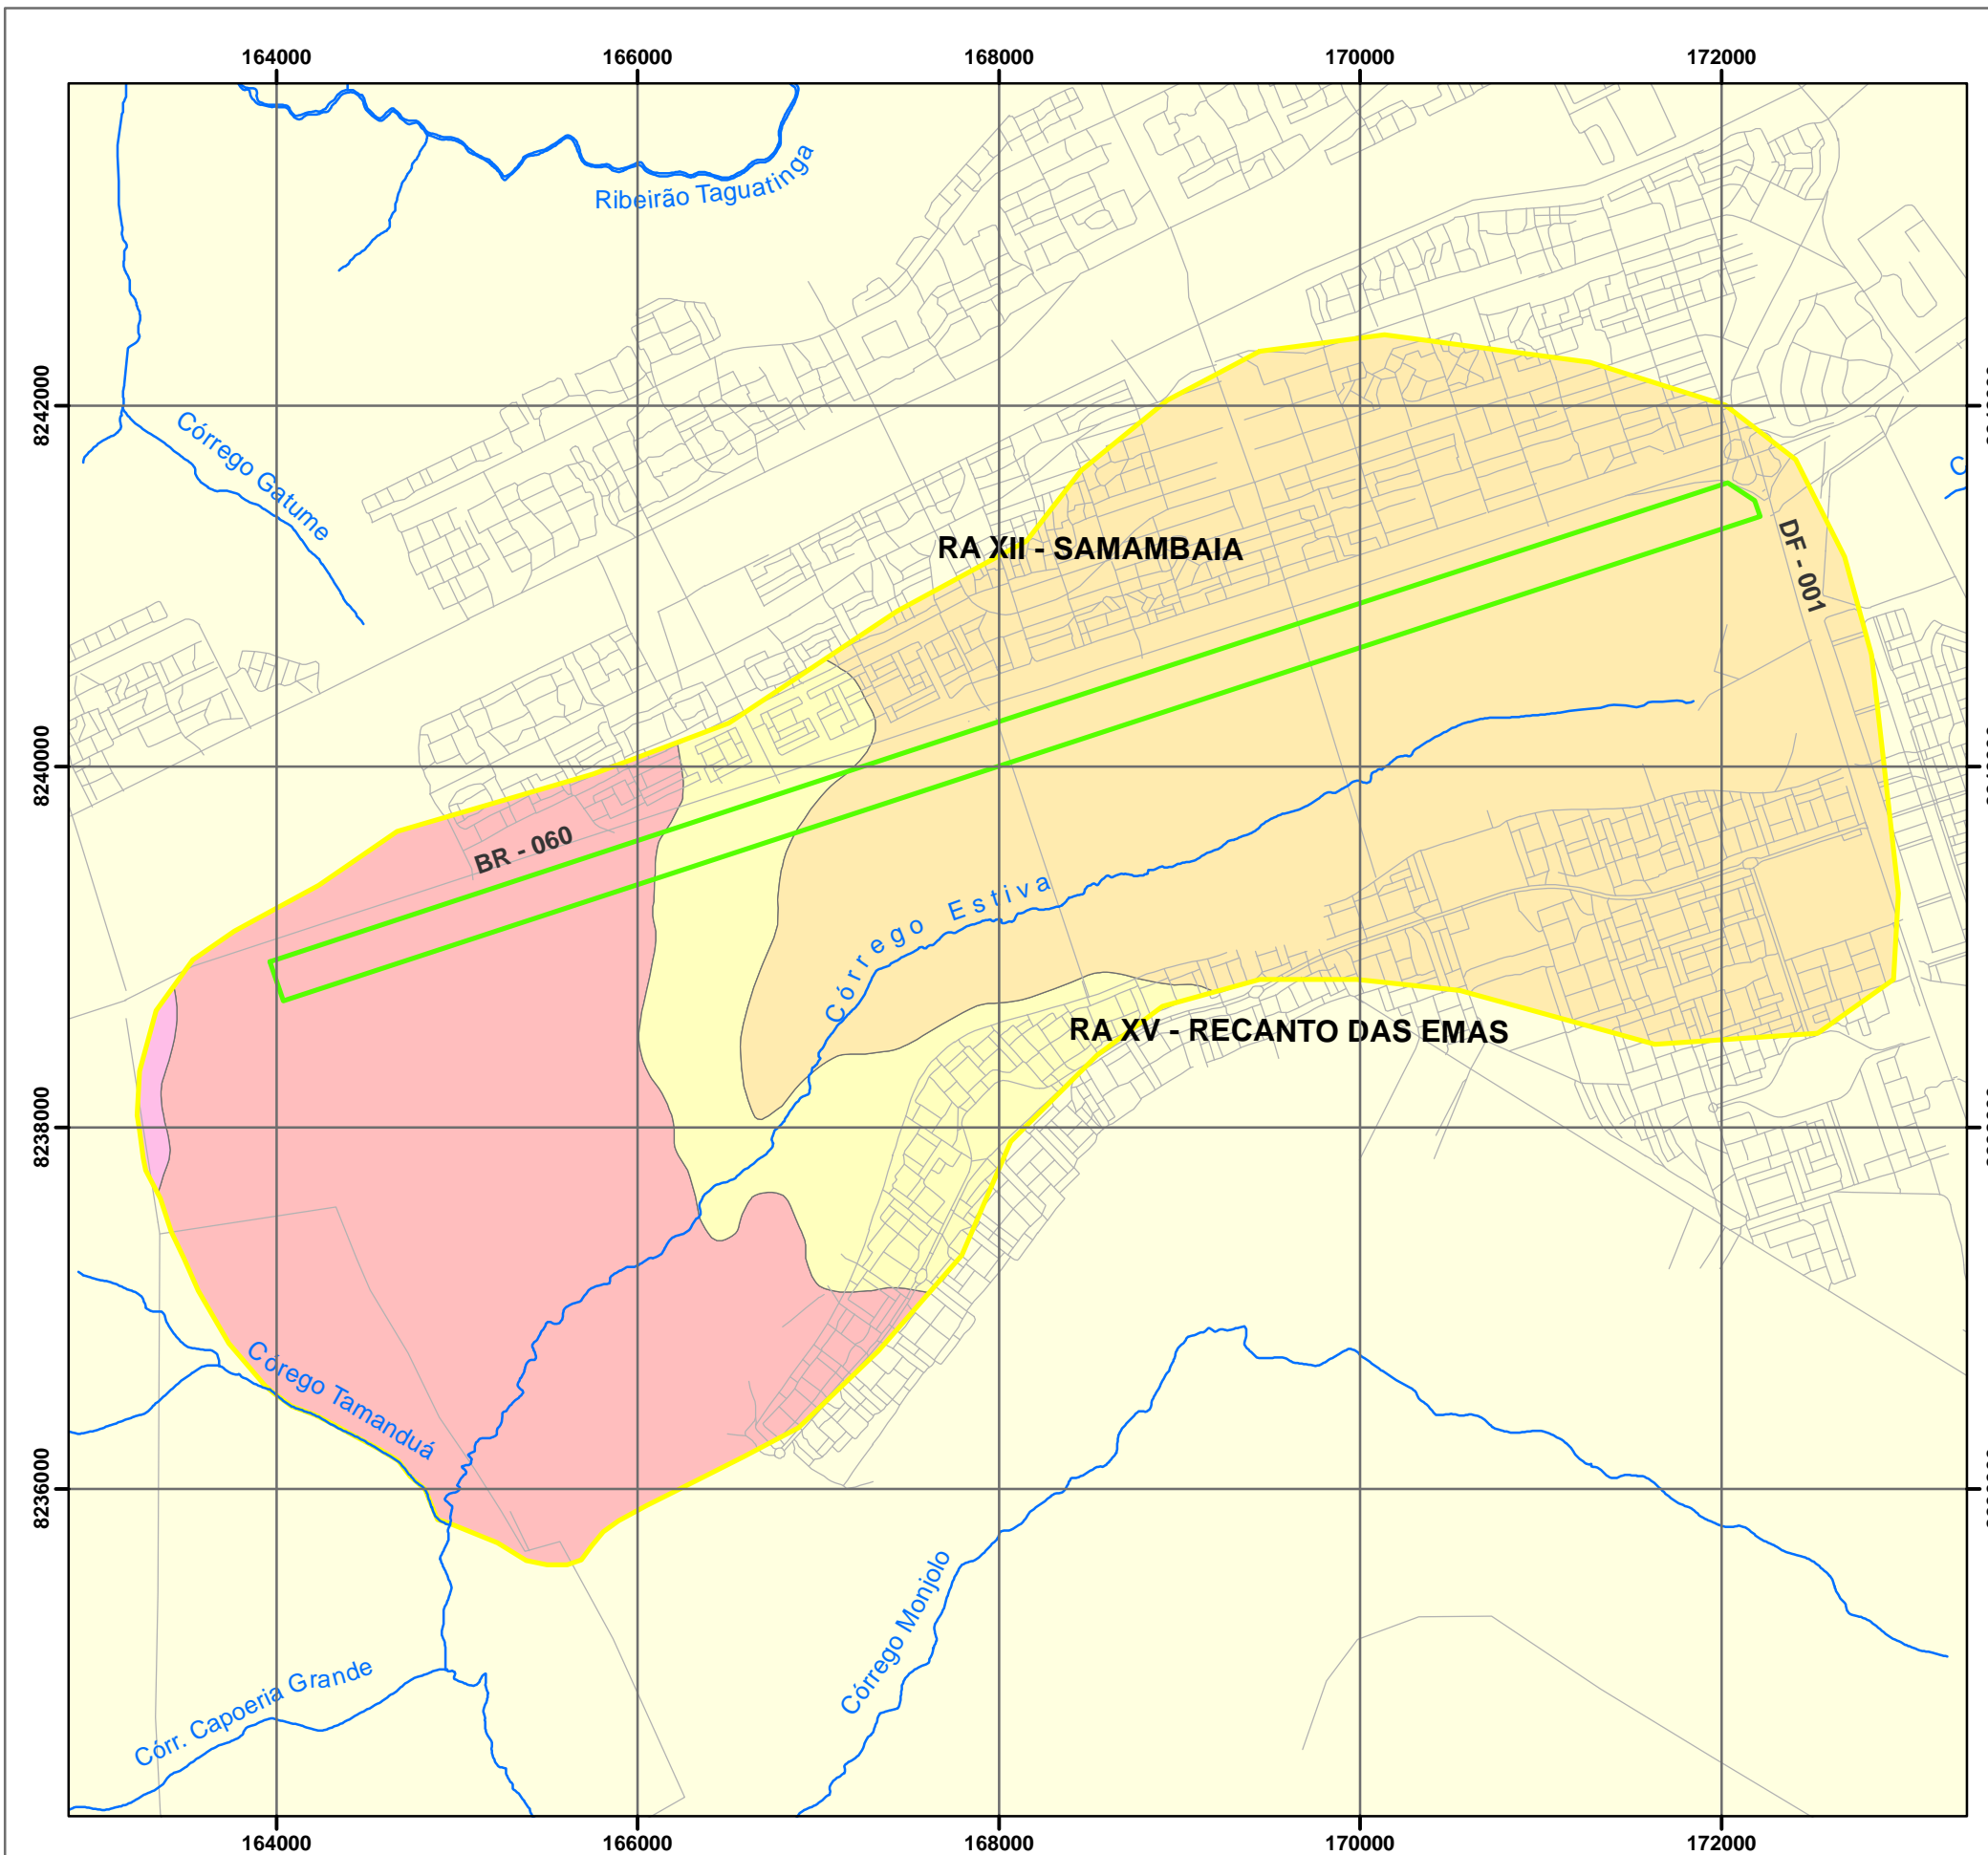 164000 166000 168000 170000 172000
Ribeirão Taguatinga
8242000
Córrego Gatume
RA XII - SAMAMBAIA
DF - 001
8240000
BR - 060
Córrego Estiva
RA XV - RECANTO DAS EMAS
8238000
Córego Tamanduá
8236000
Córrego Monjolo
Córr. Capoeria Grande
164000 166000 168000 170000 172000